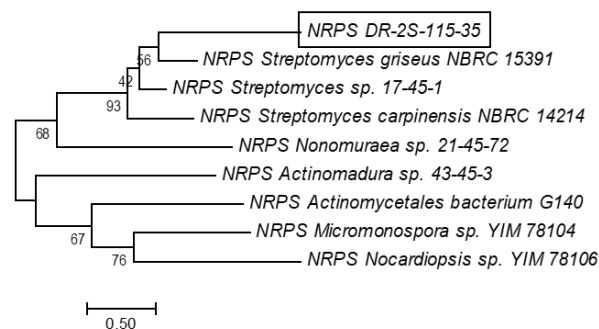 NRPS DR-2S-115-35
56
NRPS Streptomyces griseus NBRC 15391
42
NRPS Streptomyces sp. 17-45-1
93
NRPS Streptomyces carpinensis NBRC 14214
68
NRPS Nonomuraea sp. 21-45-72
NRPS Actinomadura sp. 43-45-3
NRPS Actinomycetales bacterium G140
67
NRPS Micromonospora sp. YIM 78104
76
NRPS Nocardiopsis sp. YIM 78106
0.50